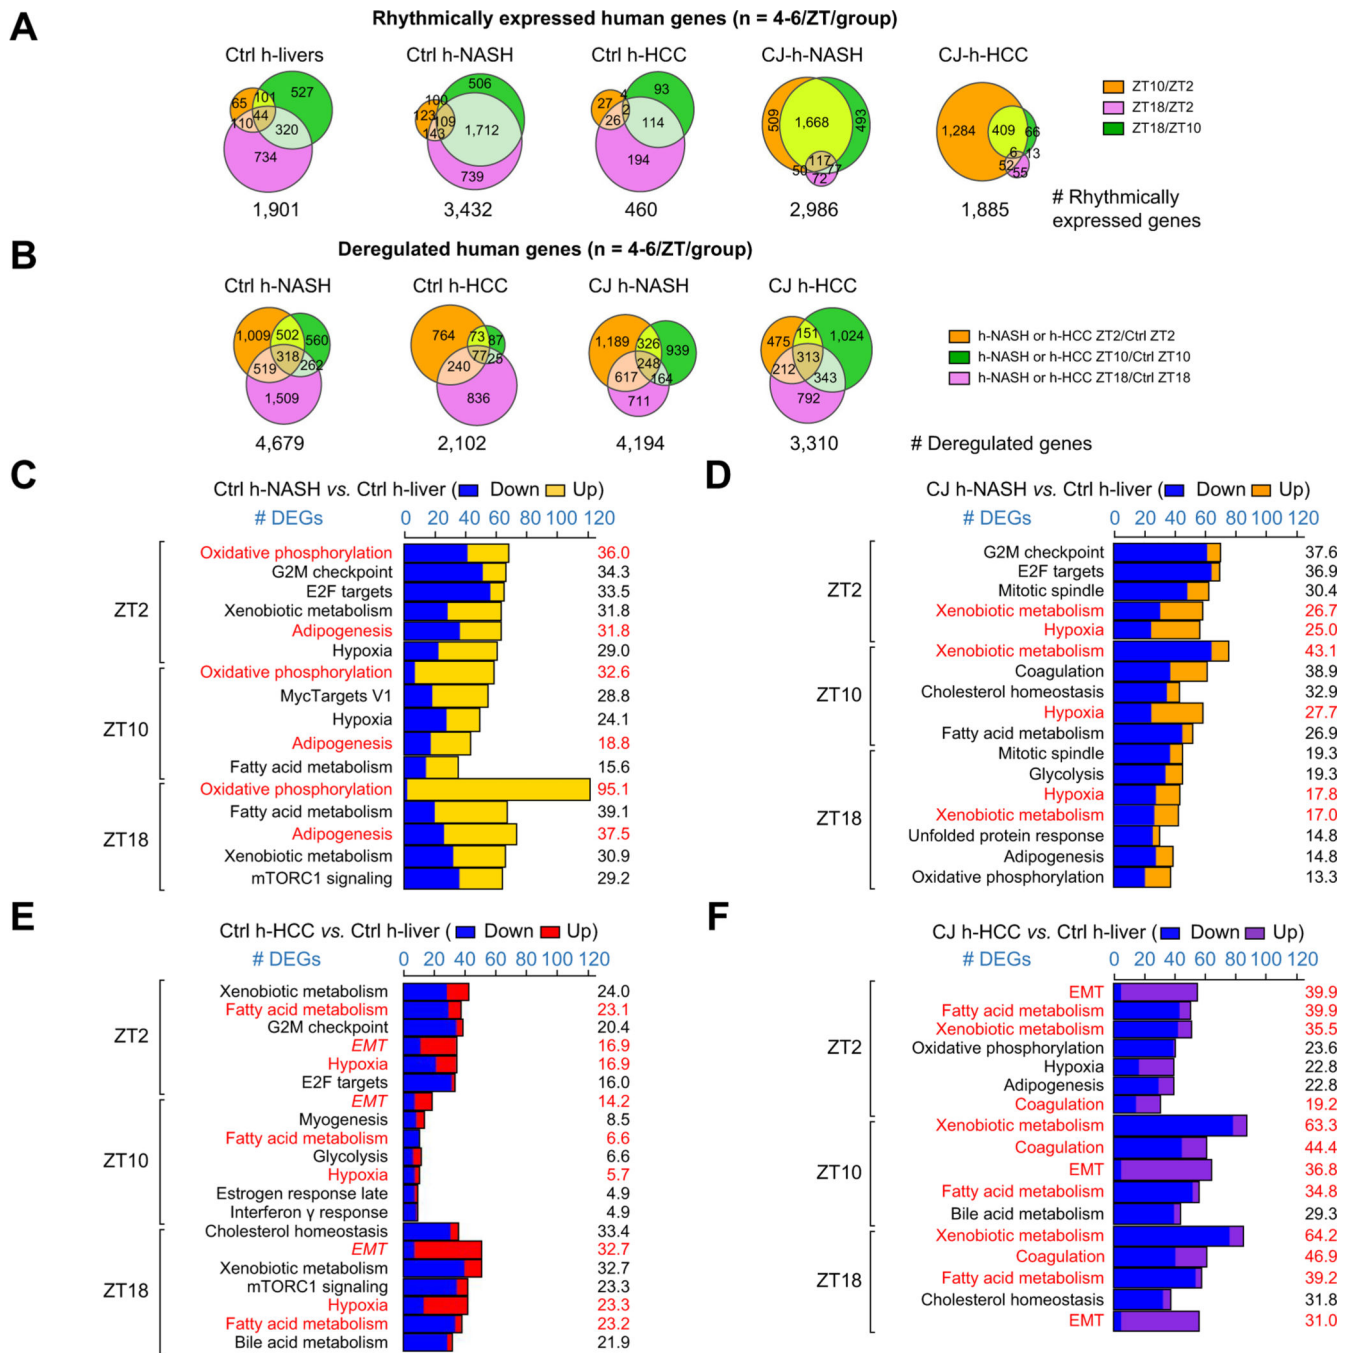 A
Rhythmically expressed human genes (n = 4-6/ZT/group)
Ctrl h-livers
Ctrl h-NASH
Ctrl h-HCC
CJ-h-NASH
CJ-h-HCC
65
101
527
44
110
320
734
1,901
506
100
123
109
143
1,712
739
3,432
4
27
93
2
26
114
194
460
509
1,668
493
117
50
77
72
2,986
1,284
409
66
6
13
52
55
1,885
ZT10/ZT2
ZT18/ZT2
ZT18/ZT10
# Rhythmically
expressed genes
B
Deregulated human genes (n = 4-6/ZT/group)
Ctrl h-NASH
Ctrl h-HCC
CJ h-NASH
CJ h-HCC
1,009
502
560
318
519
262
1,509
4,679
764
73
87
77
25
240
836
2,102
1,189
326
939
248
617
164
711
4,194
475
151
1,024
313
212
343
792
3,310
h-NASH or h-HCC ZT2/Ctrl ZT2
h-NASH or h-HCC ZT10/Ctrl ZT10
h-NASH or h-HCC ZT18/Ctrl ZT18
# Deregulated genes
C
Ctrl h-NASH vs. Ctrl h-liver ( Down Up)
# DEGs 0 20 40 60 80 100 120
ZT2
Oxidative phosphorylation 36.0
G2M checkpoint 34.3
E2F targets 33.5
Xenobiotic metabolism 31.8
Adipogenesis 31.8
Hypoxia 29.0
ZT10
Oxidative phosphorylation 32.6
MycTargets V1 28.8
Hypoxia 24.1
Adipogenesis 18.8
Fatty acid metabolism 15.6
ZT18
Oxidative phosphorylation 95.1
Fatty acid metabolism 39.1
Adipogenesis 37.5
Xenobiotic metabolism 30.9
mTORC1 signaling 29.2
D
CJ h-NASH vs. Ctrl h-liver ( Down Up)
# DEGs 0 20 40 60 80 100 120
ZT2
G2M checkpoint 37.6
E2F targets 36.9
Mitotic spindle 30.4
Xenobiotic metabolism 26.7
Hypoxia 25.0
ZT10
Xenobiotic metabolism 43.1
Coagulation 38.9
Cholesterol homeostasis 32.9
Hypoxia 27.7
Fatty acid metabolism 26.9
ZT18
Mitotic spindle 19.3
Glycolysis 19.3
Hypoxia 17.8
Xenobiotic metabolism 17.0
Unfolded protein response 14.8
Adipogenesis 14.8
Oxidative phosphorylation 13.3
E
Ctrl h-HCC vs. Ctrl h-liver ( Down Up)
# DEGs 0 20 40 60 80 100 120
ZT2
Xenobiotic metabolism 24.0
Fatty acid metabolism 23.1
G2M checkpoint 20.4
EMT 16.9
Hypoxia 16.9
E2F targets 16.0
ZT10
EMT 14.2
Myogenesis 8.5
Fatty acid metabolism 6.6
Glycolysis 6.6
Hypoxia 5.7
Estrogen response late 4.9
Interferon γ response 4.9
ZT18
Cholesterol homeostasis 33.4
EMT 32.7
Xenobiotic metabolism 32.7
mTORC1 signaling 23.3
Hypoxia 23.3
Fatty acid metabolism 23.2
Bile acid metabolism 21.9
F
CJ h-HCC vs. Ctrl h-liver ( Down Up)
# DEGs 0 20 40 60 80 100 120
ZT2
EMT 39.9
Fatty acid metabolism 39.9
Xenobiotic metabolism 35.5
Oxidative phosphorylation 23.6
Hypoxia 22.8
Adipogenesis 22.8
Coagulation 19.2
ZT10
Xenobiotic metabolism 63.3
Coagulation 44.4
EMT 36.8
Fatty acid metabolism 34.8
Bile acid metabolism 29.3
ZT18
Xenobiotic metabolism 64.2
Coagulation 46.9
Fatty acid metabolism 39.2
Cholesterol homeostasis 31.8
EMT 31.0